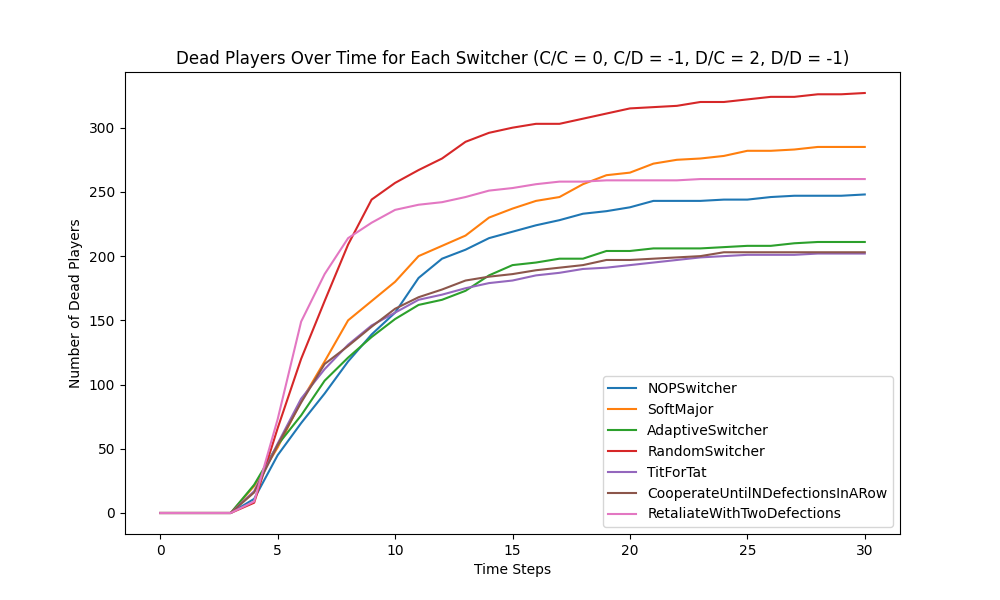 Dead Players Over Time for Each Switcher (C/C = 0, C/D = -1, D/C = 2, D/D = -1)
Number of Dead Players
300
250
200
150
100
50
0
0 5 10 15 20 25 30
Time Steps
NOPSwitcher
SoftMajor
AdaptiveSwitcher
RandomSwitcher
TitForTat
CooperateUntilNDefectionsInARow
RetaliateWithTwoDefections